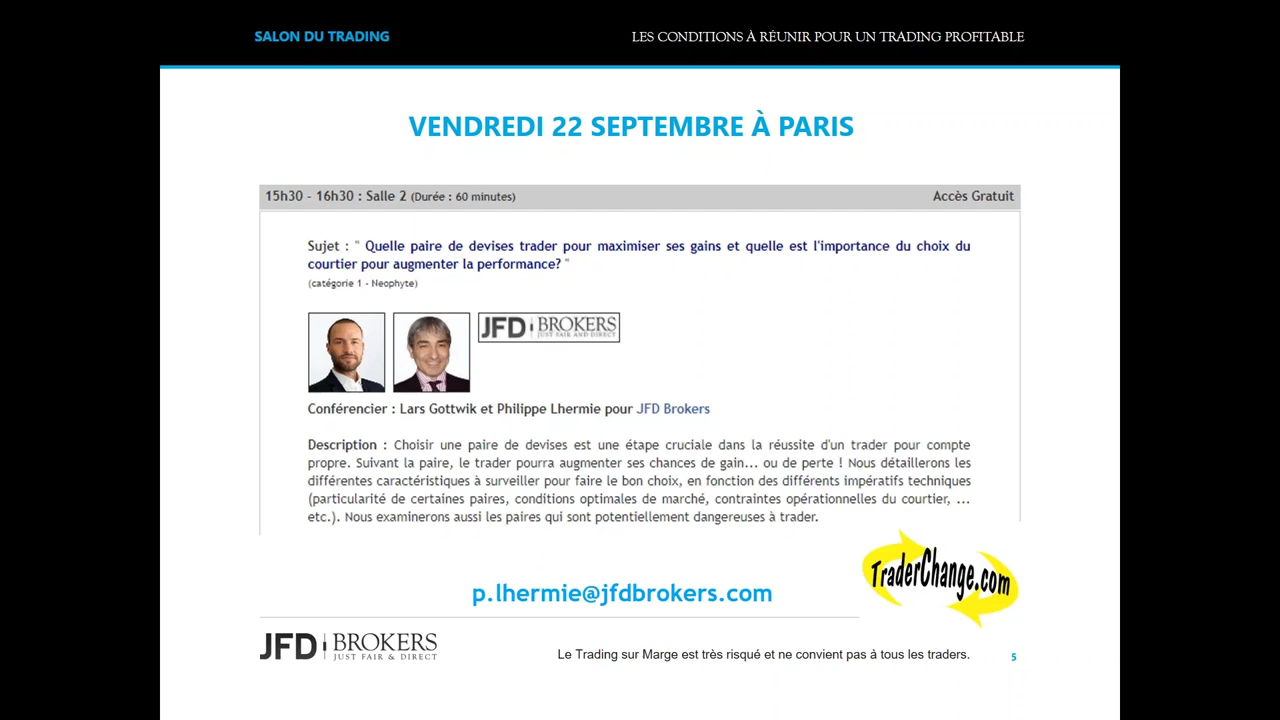 SALON DU TRADING
LES CONDITIONS À RÉUNIR POUR UN TRADING PROFITABLE
VENDREDI 22 SEPTEMBRE À PARIS
15h30 - 16h30 : Salle 2 (Durée : 60 minutes)
Accès Gratuit
Sujet : " Quelle paire de devises trader pour maximiser ses gains et quelle est l'importance du choix du
courtier pour augmenter la performance? "
(catégorie 1 - Neophyte)
JFD BROKERS
JUST FAIR AND DIRECT
Conférencier : Lars Gottwik et Philippe Lhermie pour JFD Brokers
Description : Choisir une paire de devises est une étape cruciale dans la réussite d'un trader pour compte
propre. Suivant la paire, le trader pourra augmenter ses chances de gain... ou de perte ! Nous détaillerons les
différentes caractéristiques à surveiller pour faire le bon choix, en fonction des différents impératifs techniques
(particularité de certaines paires, conditions optimales de marché, contraintes opérationnelles du courtier, ...
etc.). Nous examinerons aussi les paires qui sont potentiellement dangereuses à trader.
TraderChange.com
p.lhermie@jfdbrokers.com
JFD BROKERS
JUST FAIR & DIRECT
Le Trading sur Marge est très risqué et ne convient pas à tous les traders.
5